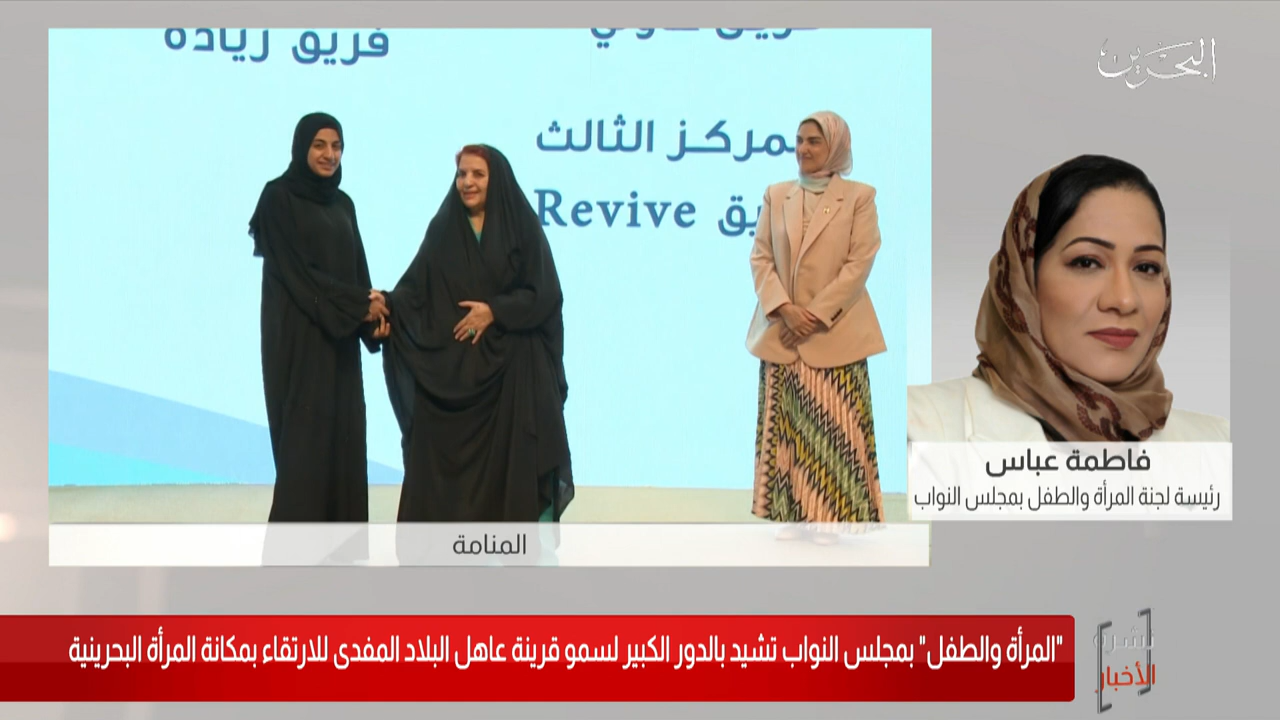 فريق ريادة
المركز الثالث
فريق Revive
البحرين
فاطمة عباس
رئيسة لجنة المرأة والطفل بمجلس النواب
المنامة
"المرأة والطفل" بمجلس النواب تشيد بالدور الكبير لسمو قرينة عاهل البلاد المفدى للارتقاء بمكانة المرأة البحرينية
نشرة
الأخبار